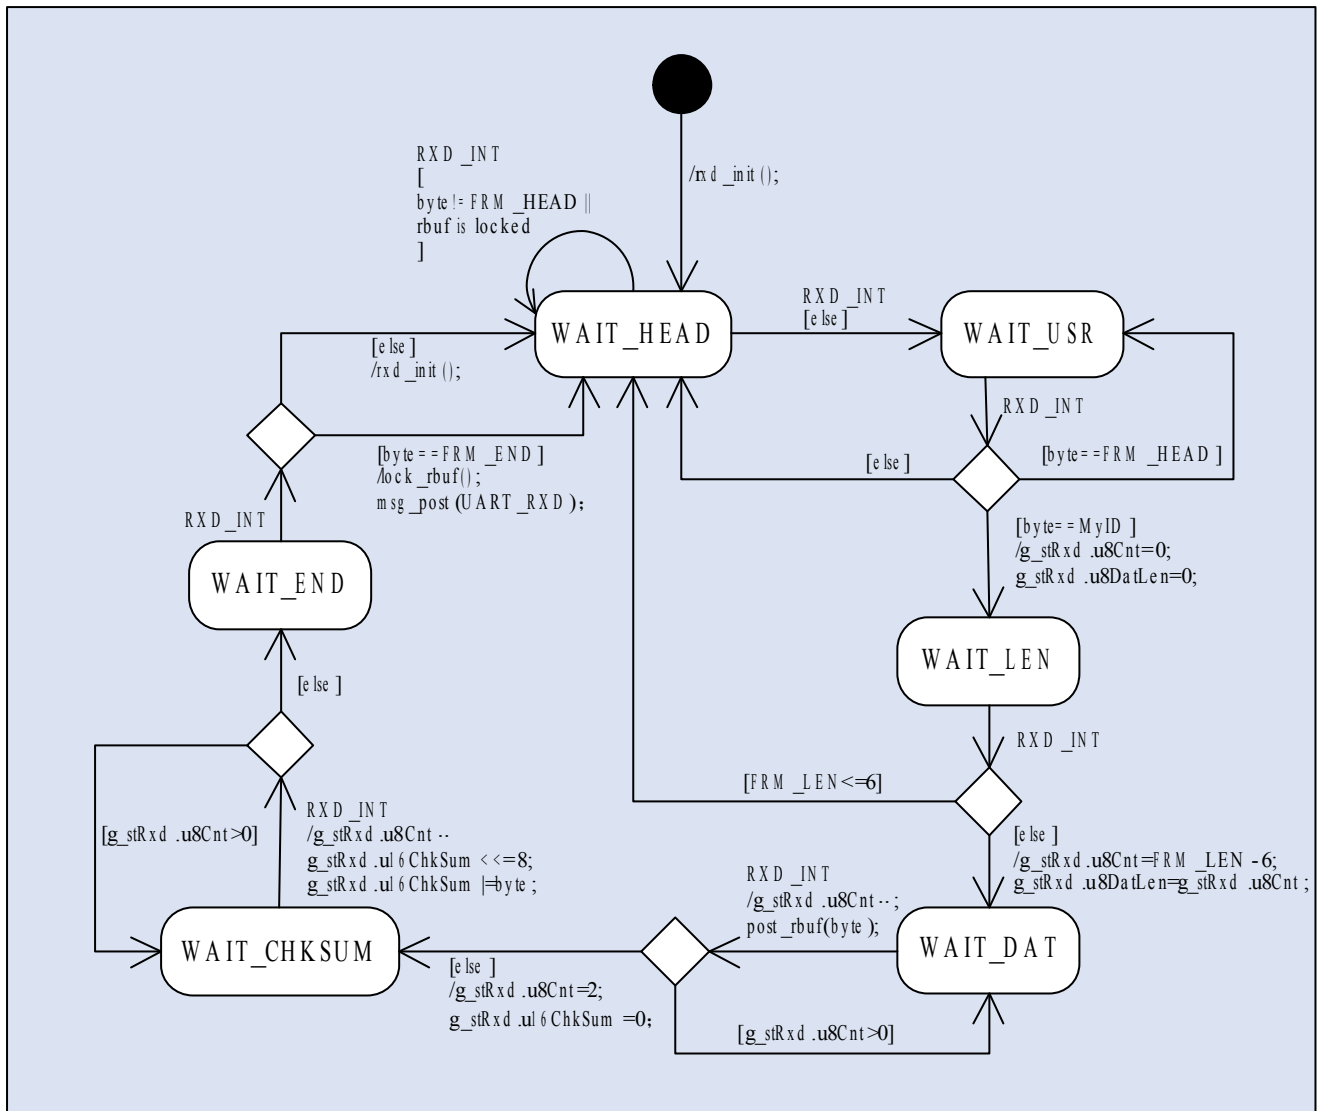 RXD_INT
[
byte!=FRM_HEAD ||
rbuf is locked
]
/rxd_init();
WAIT_HEAD
RXD_INT
[else]
WAIT_USR
[else]
/rxd_init();
RXD_INT
[byte==FRM_HEAD]
[else]
[byte==FRM_END]
/lock_rbuf();
msg_post(UART_RXD);
RXD_INT
[byte==MyID]
/g_stRxd.u8Cnt=0;
g_stRxd.u8DatLen=0;
WAIT_END
WAIT_LEN
[else]
RXD_INT
[FRM_LEN<=6]
[g_stRxd.u8Cnt>0]
RXD_INT
/g_stRxd.u8Cnt--
g_stRxd.u16ChkSum<<=8;
g_stRxd.u16ChkSum|=byte;
[else]
/g_stRxd.u8Cnt=FRM_LEN-6;
g_stRxd.u8DatLen=g_stRxd.u8Cnt;
RXD_INT
/g_stRxd.u8Cnt--;
post_rbuf(byte);
WAIT_CHKSUM
WAIT_DAT
[else]
/g_stRxd.u8Cnt=2;
g_stRxd.u16ChkSum=0;
[g_stRxd.u8Cnt>0]